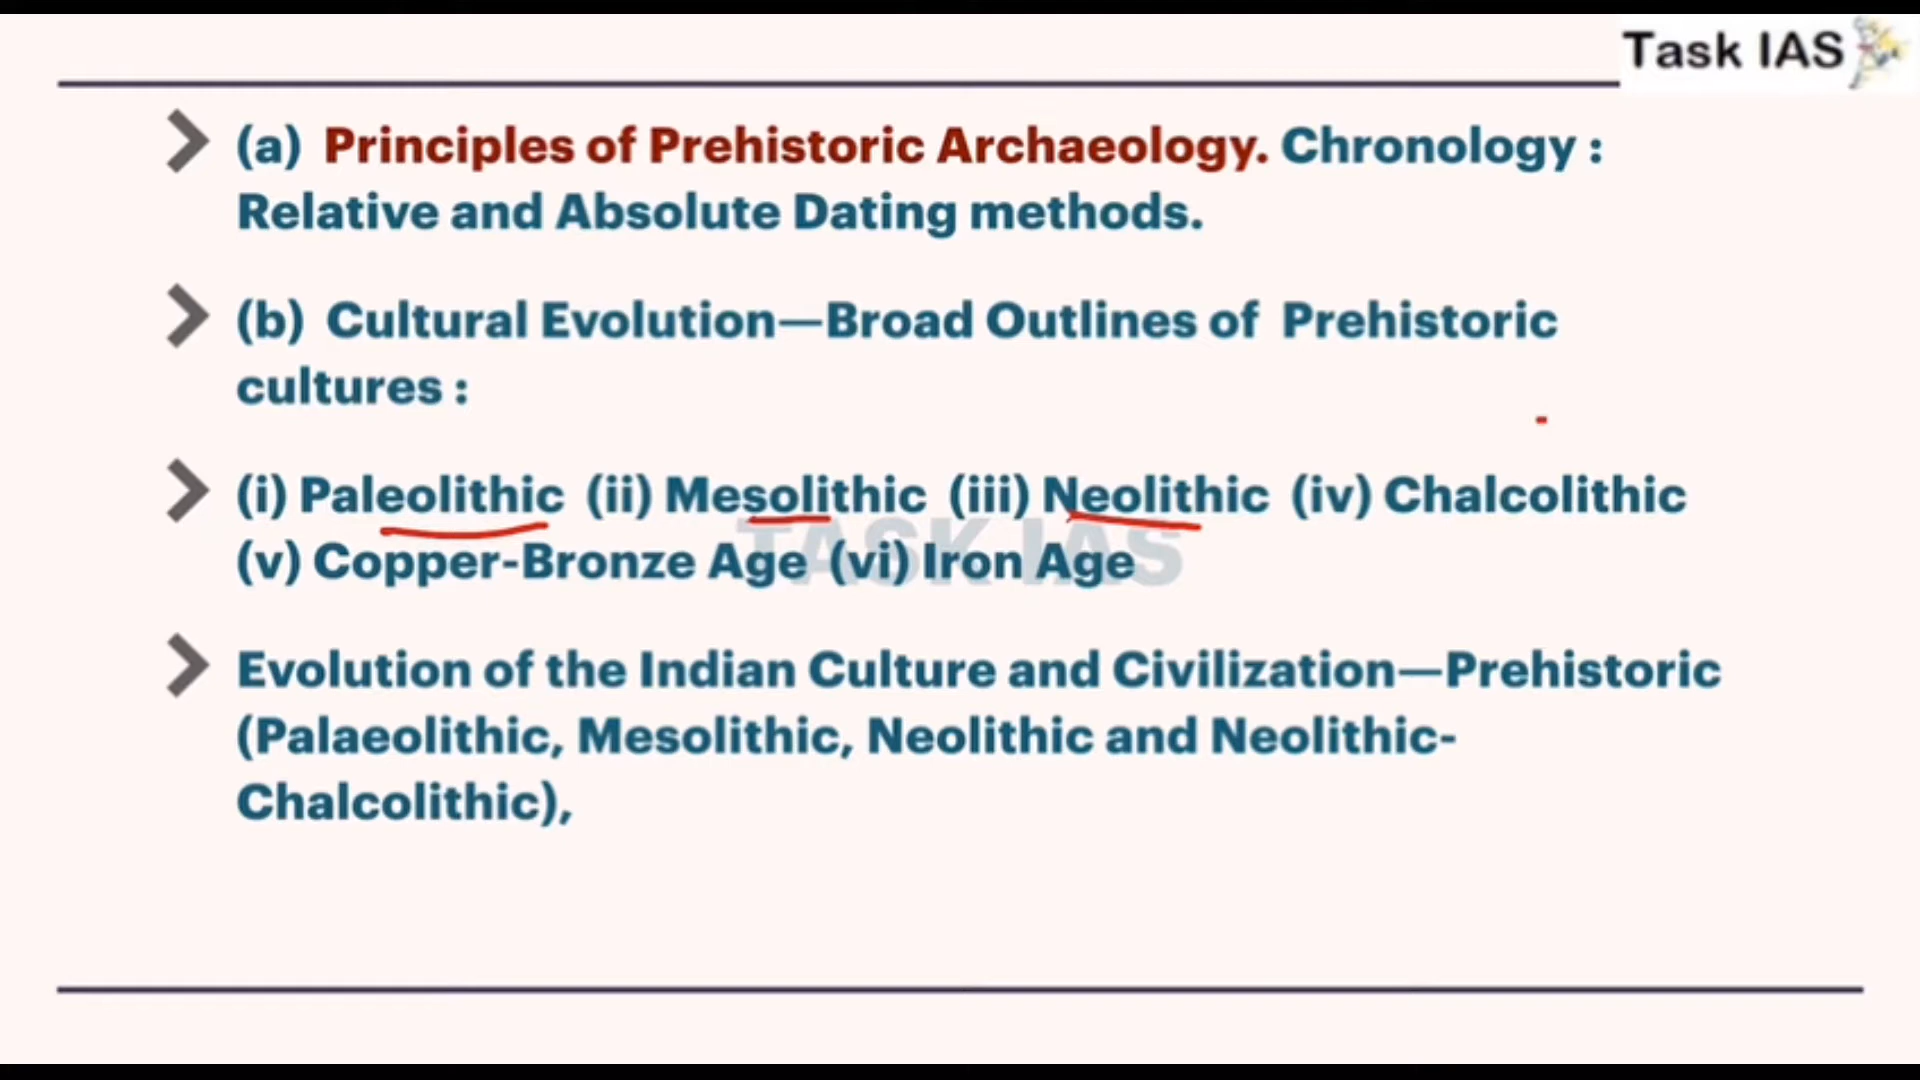 Task IAS
(a) Principles of Prehistoric Archaeology. Chronology :
Relative and Absolute Dating methods.
(b) Cultural Evolution—Broad Outlines of Prehistoric
cultures :
(i) Paleolithic (ii) Mesolithic (iii) Neolithic (iv) Chalcolithic
(v) Copper-Bronze Age (vi) Iron Age
TASK IAS
Evolution of the Indian Culture and Civilization—Prehistoric
(Palaeolithic, Mesolithic, Neolithic and Neolithic-
Chalcolithic),